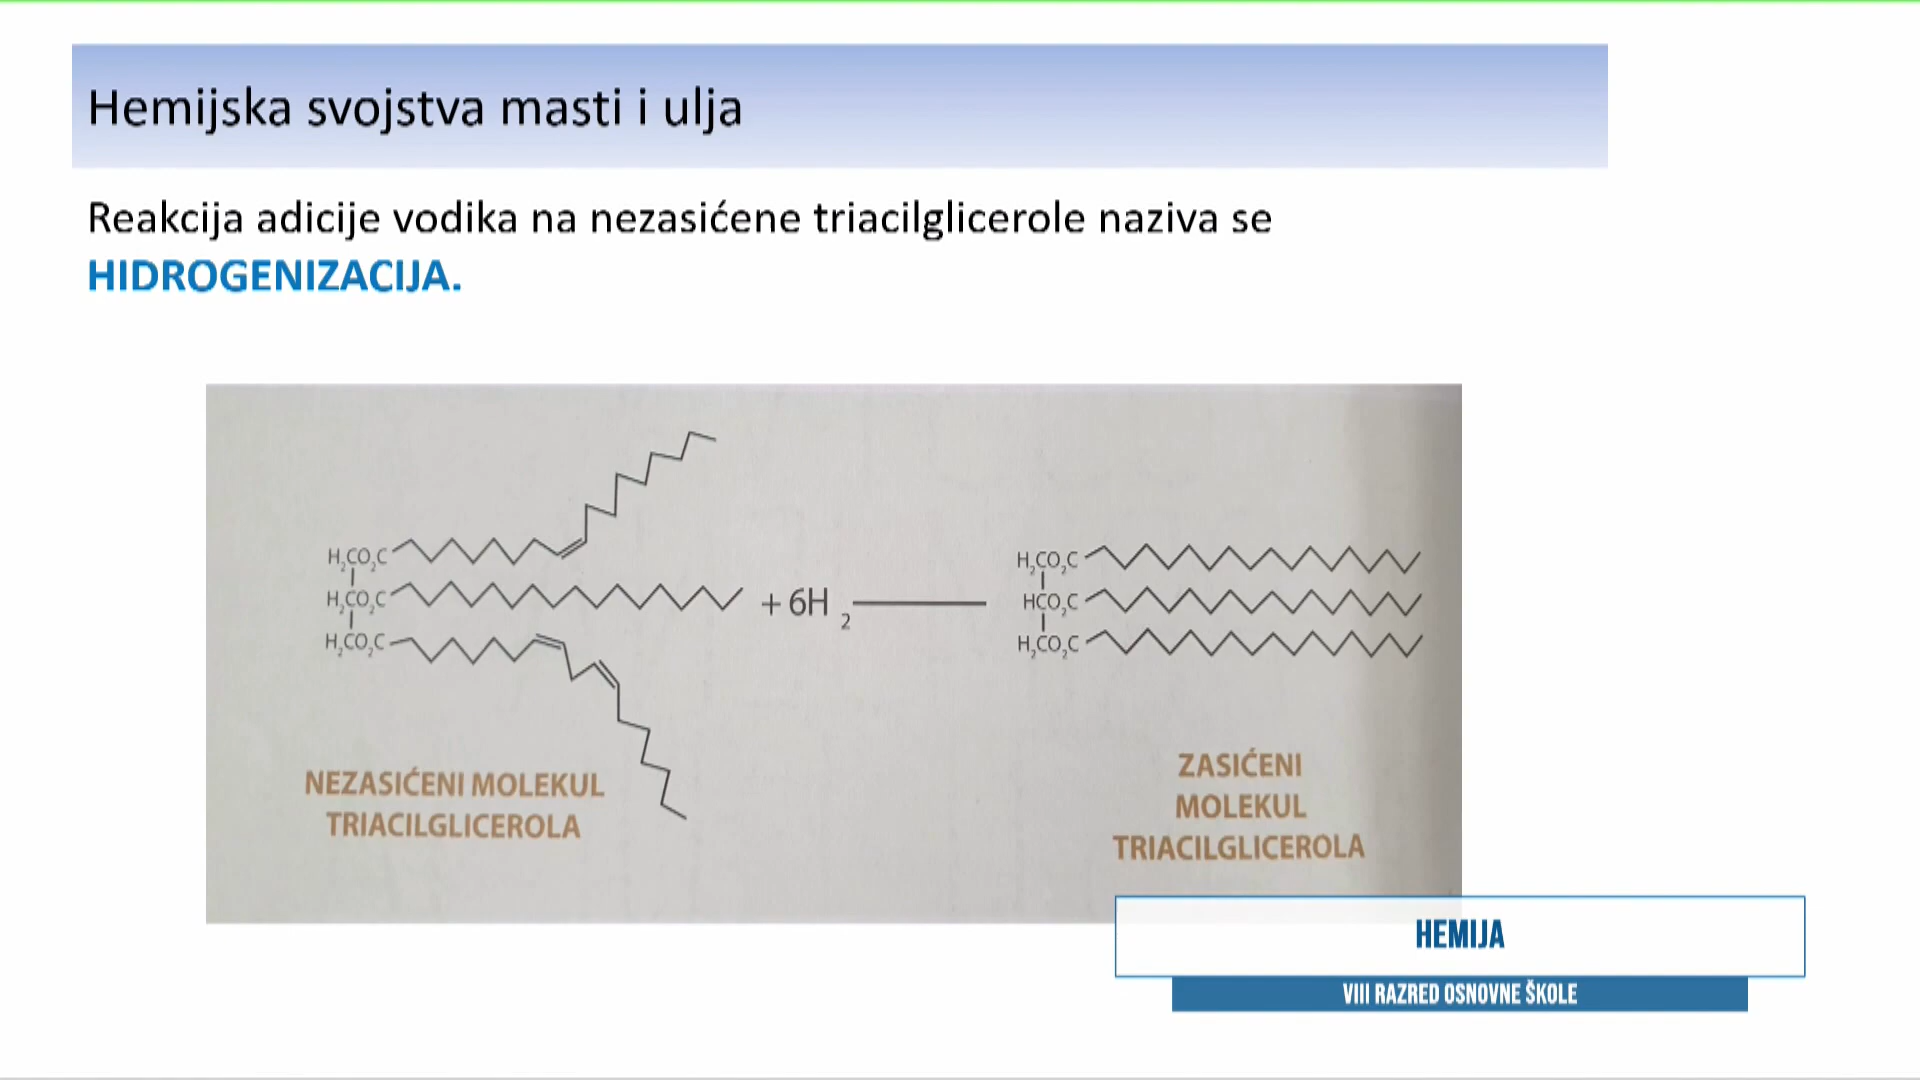 Hemijska svojstva masti i ulja
Reakcija adicije vodika na nezasićene triacilglicerole naziva se
HIDROGENIZACIJA.
H₂CO₂C
H₂CO₂C
H₂CO₂C
+ 6H₂
H₂CO₂C
HCO₂C
H₂CO₂C
NEZASIĆENI MOLEKUL
TRIACILGLICEROLA
ZASIĆENI
MOLEKUL
TRIACILGLICEROLA
HEMIJA
VIII RAZRED OSNOVNE ŠKOLE